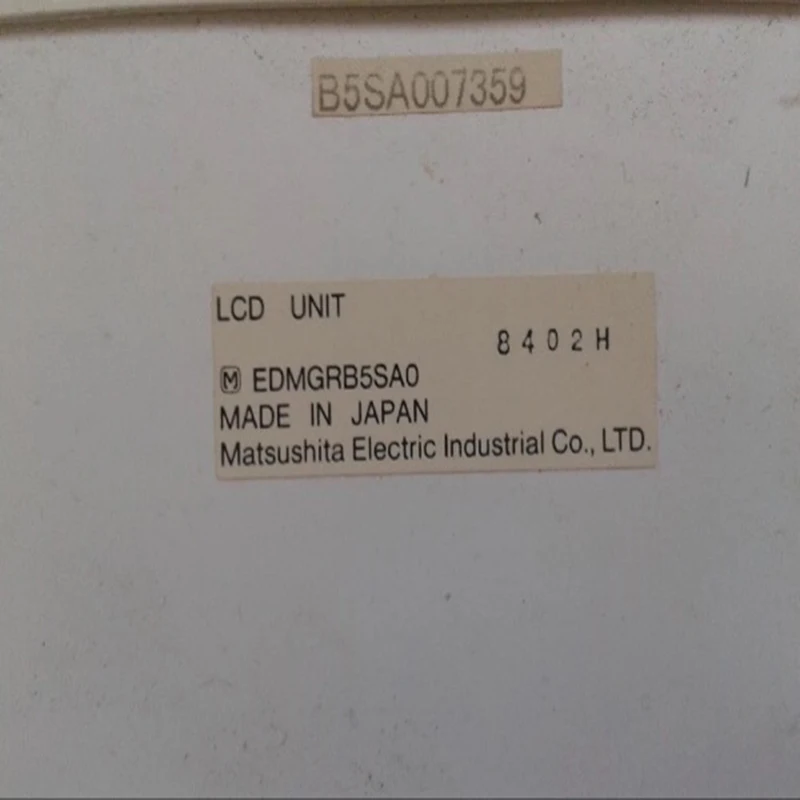 B5SA007359
LCD UNIT
8402H
M EDMGRB5SA0
MADE IN JAPAN
Matsushita Electric Industrial Co., LTD.